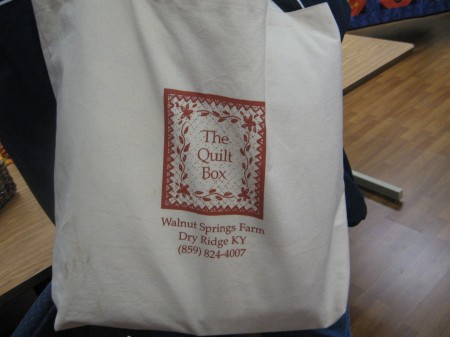 The
Quilt
Box
Walnut Springs Farm
Dry Ridge KY
(859) 824-4007